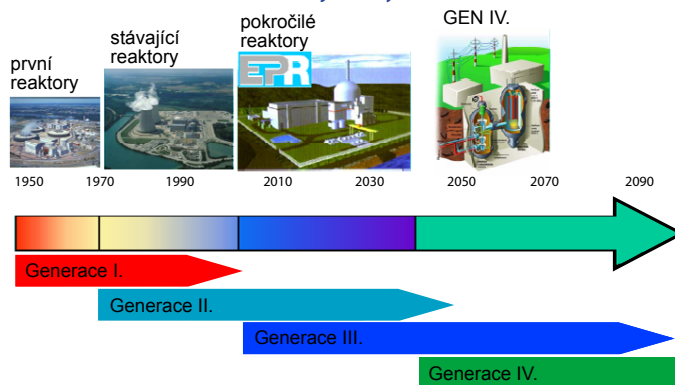 první
reaktory
stávající
reaktory
pokročilé
reaktory
GEN IV.
EPR
1950 1970 1990 2010 2030 2050 2070 2090
Generace I.
Generace II.
Generace III.
Generace IV.